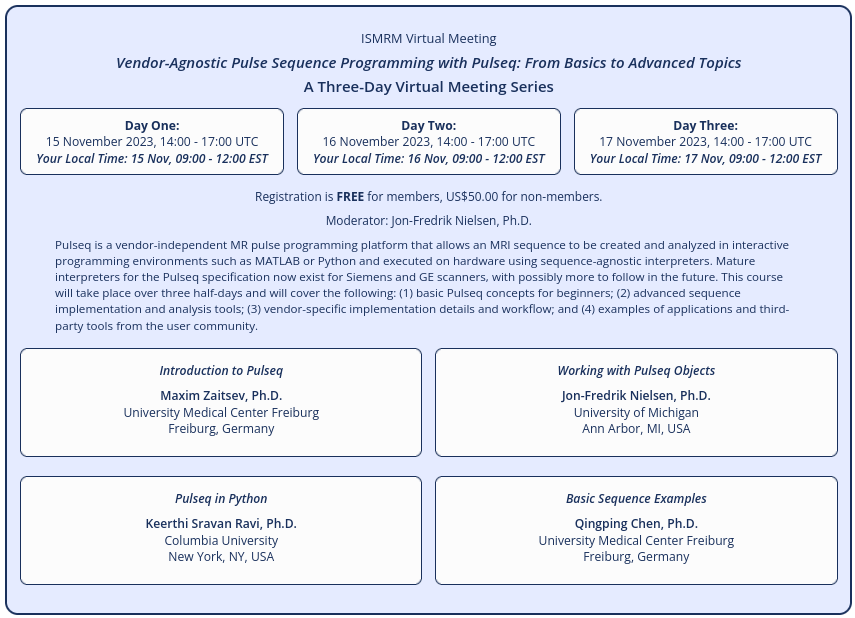 ISMRM Virtual Meeting
Vendor-Agnostic Pulse Sequence Programming with Pulseq: From Basics to Advanced Topics
A Three-Day Virtual Meeting Series
Day One:
15 November 2023, 14:00 - 17:00 UTC
Your Local Time: 15 Nov, 09:00 - 12:00 EST
Day Two:
16 November 2023, 14:00 - 17:00 UTC
Your Local Time: 16 Nov, 09:00 - 12:00 EST
Day Three:
17 November 2023, 14:00 - 17:00 UTC
Your Local Time: 17 Nov, 09:00 - 12:00 EST
Registration is FREE for members, US$50.00 for non-members.
Moderator: Jon-Fredrik Nielsen, Ph.D.
Pulseq is a vendor-independent MR pulse programming platform that allows an MRI sequence to be created and analyzed in interactive
programming environments such as MATLAB or Python and executed on hardware using sequence-agnostic interpreters. Mature
interpreters for the Pulseq specification now exist for Siemens and GE scanners, with possibly more to follow in the future. This course
will take place over three half-days and will cover the following: (1) basic Pulseq concepts for beginners; (2) advanced sequence
implementation and analysis tools; (3) vendor-specific implementation details and workflow; and (4) examples of applications and third-
party tools from the user community.
Introduction to Pulseq
Maxim Zaitsev, Ph.D.
University Medical Center Freiburg
Freiburg, Germany
Working with Pulseq Objects
Jon-Fredrik Nielsen, Ph.D.
University of Michigan
Ann Arbor, MI, USA
Pulseq in Python
Keerthi Sravan Ravi, Ph.D.
Columbia University
New York, NY, USA
Basic Sequence Examples
Qingping Chen, Ph.D.
University Medical Center Freiburg
Freiburg, Germany